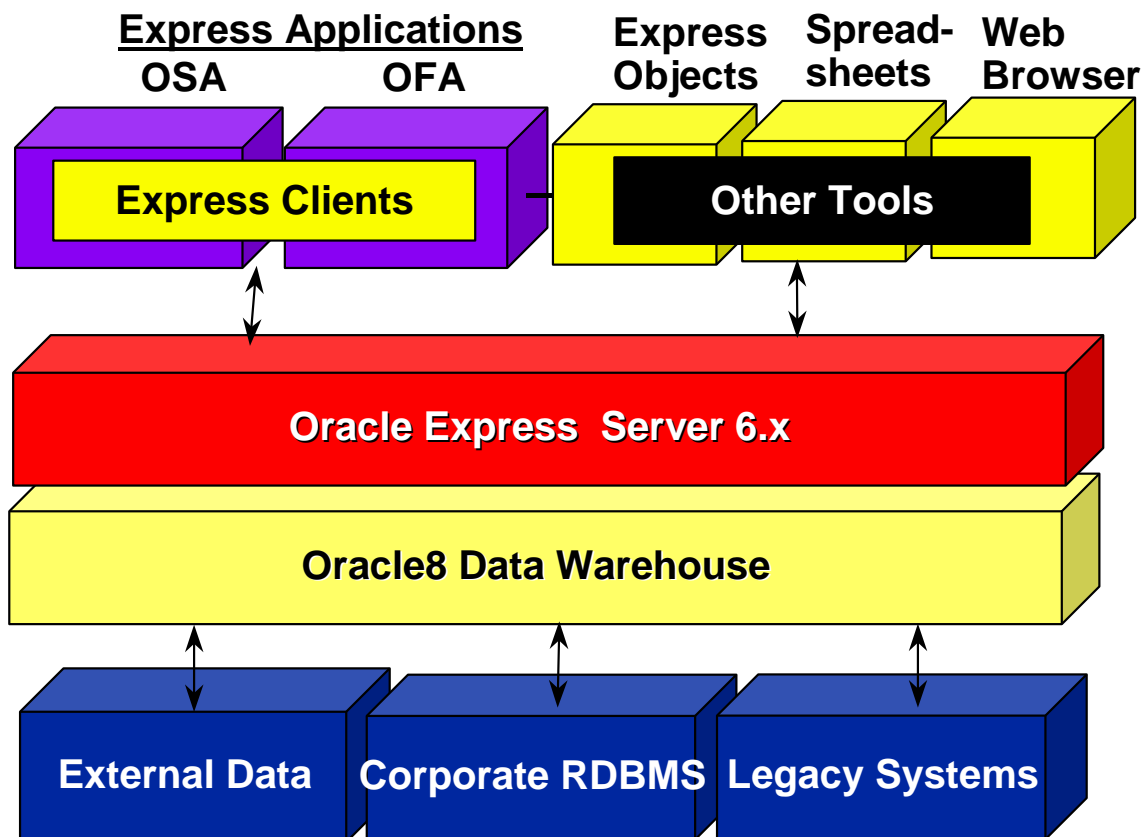 Express Applications
OSA OFA
Express
Objects
Spread-
sheets
Web
Browser
Express Clients
Other Tools
Oracle Express  Server 6.x
Oracle8 Data Warehouse
External Data
Corporate RDBMS
Legacy Systems